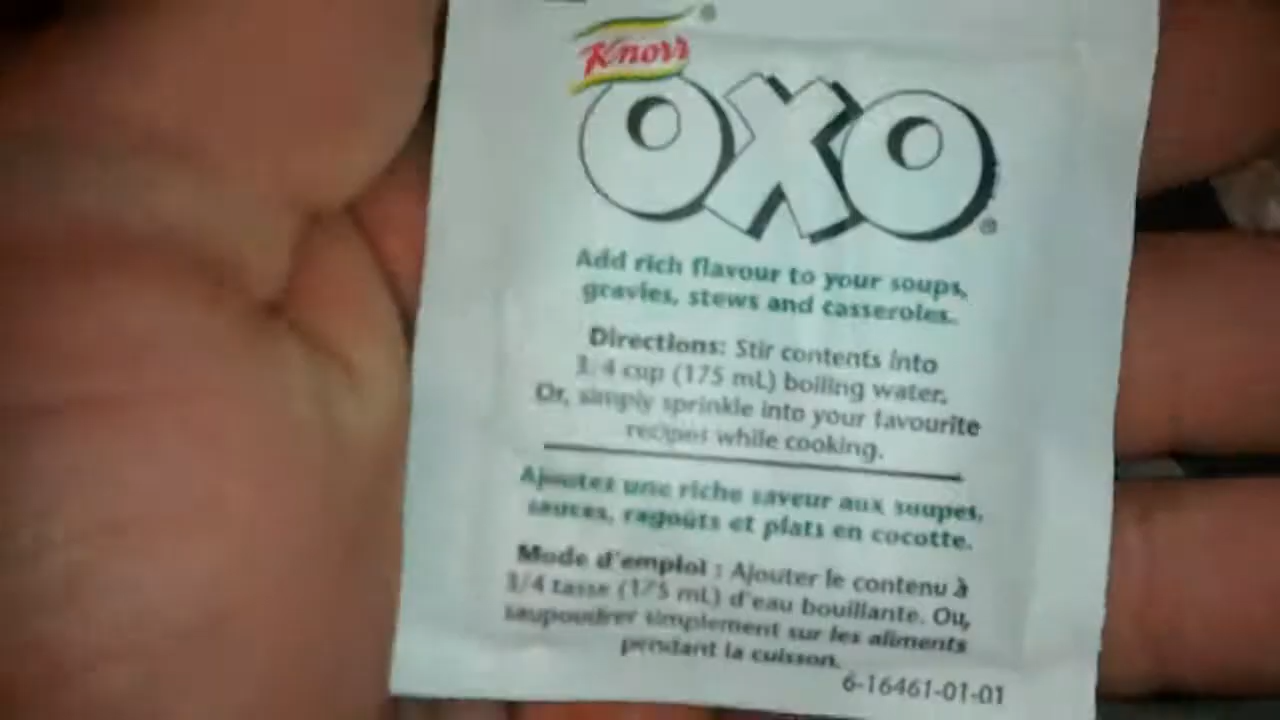 Knorr®
OXO®
Add rich flavour to your soups,
gravies, stews and casseroles.
Directions: Stir contents into
3/4 cup (175 mL) boiling water.
Or, simply sprinkle into your favourite
recipes while cooking.
Ajoutez une riche saveur aux soupes,
sauces, ragoûts et plats en cocotte.
Mode d'emploi : Ajouter le contenu à
3/4 tasse (175 mL) d'eau bouillante. Ou,
saupoudrer simplement sur les aliments
pendant la cuisson.
6-16461-01-01